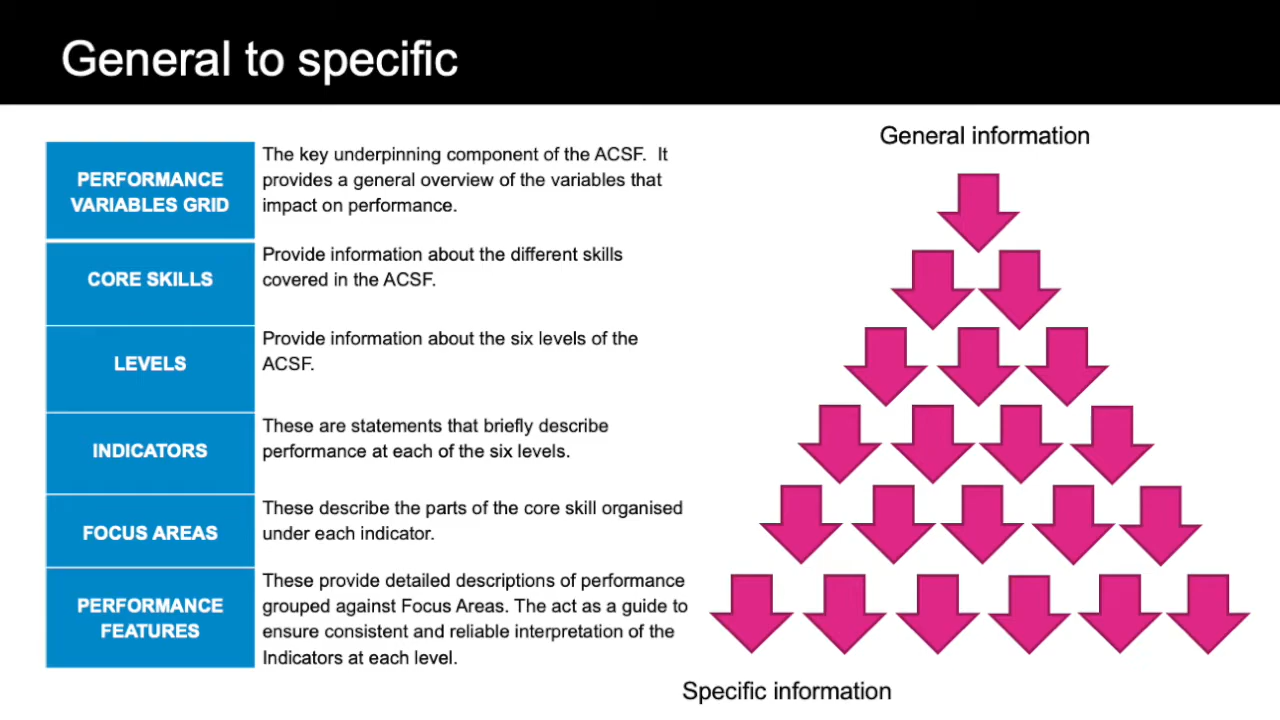 General to specific
General information
PERFORMANCE
VARIABLES GRID
The key underpinning component of the ACSF.  It
provides a general overview of the variables that
impact on performance.
CORE SKILLS
Provide information about the different skills
covered in the ACSF.
LEVELS
Provide information about the six levels of the
ACSF.
INDICATORS
These are statements that briefly describe
performance at each of the six levels.
FOCUS AREAS
These describe the parts of the core skill organised
under each indicator.
PERFORMANCE
FEATURES
These provide detailed descriptions of performance
grouped against Focus Areas. The act as a guide to
ensure consistent and reliable interpretation of the
Indicators at each level.
Specific information